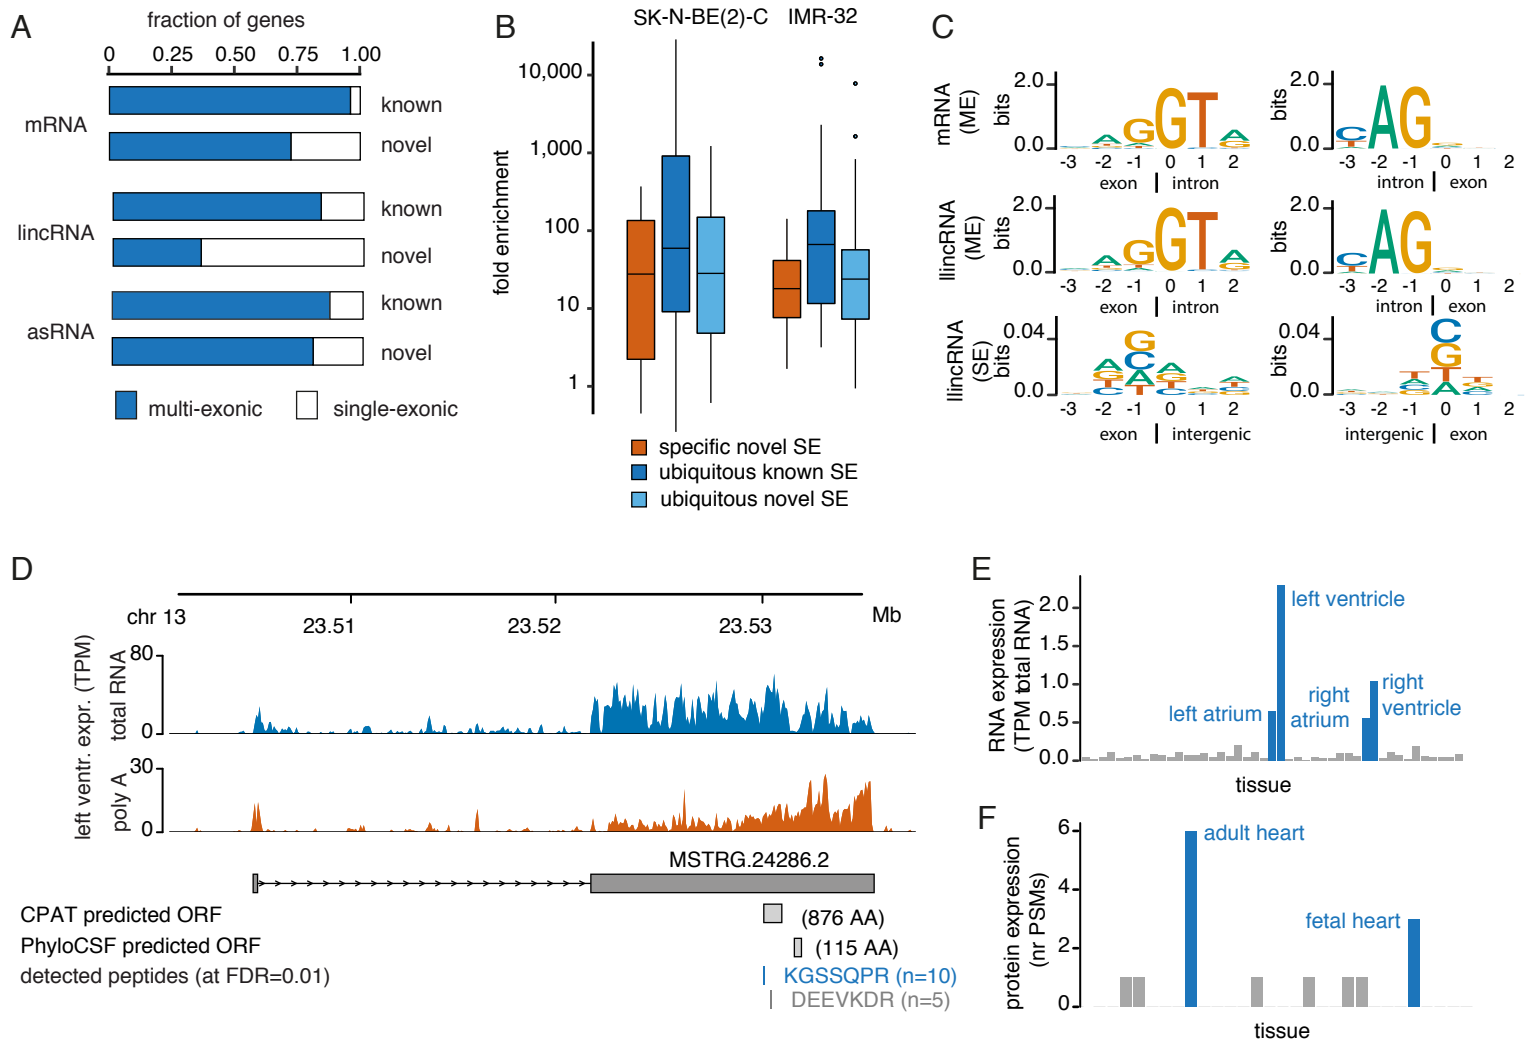 A
fraction of genes
0 0.25 0.50 0.75 1.00
mRNA
known
novel
lincRNA
known
novel
asRNA
known
novel
multi-exonic single-exonic
B
SK-N-BE(2)-C IMR-32
fold enrichment
10,000
1,000
100
10
1
specific novel SE
ubiquitous known SE
ubiquitous novel SE
C
mRNA
(ME)
bits
2.0
0.0
A G G T A G
-3 -2 -1 0 1 2
exon | intron
bits
2.0
0.0
C T A G
-3 -2 -1 0 1 2
intron | exon
llincRNA
(ME)
bits
2.0
0.0
A G G T A G
-3 -2 -1 0 1 2
exon | intron
bits
2.0
0.0
C T A G
-3 -2 -1 0 1 2
intron | exon
llincRNA
(SE)
bits
0.04
0.0
A G T C G C A T A G T C A T C G
-3 -2 -1 0 1 2
exon | intergenic
bits
0.04
0.0
T A C G C G T A T
-3 -2 -1 0 1 2
intergenic | exon
D
chr 13 23.51 23.52 23.53 Mb
left ventr. expr. (TPM)
total RNA
80
0
poly A
30
0
MSTRG.24286.2
CPAT predicted ORF (876 AA)
PhyloCSF predicted ORF (115 AA)
detected peptides (at FDR=0.01) KGSSQPR (n=10)
DEEVKDR (n=5)
E
RNA expression
(TPM total RNA)
2.0
1.5
1.0
0.5
0.0
left ventricle
left atrium
right
atrium
right
ventricle
tissue
F
protein expression
(nr PSMs)
6
4
2
0
adult heart
fetal heart
tissue